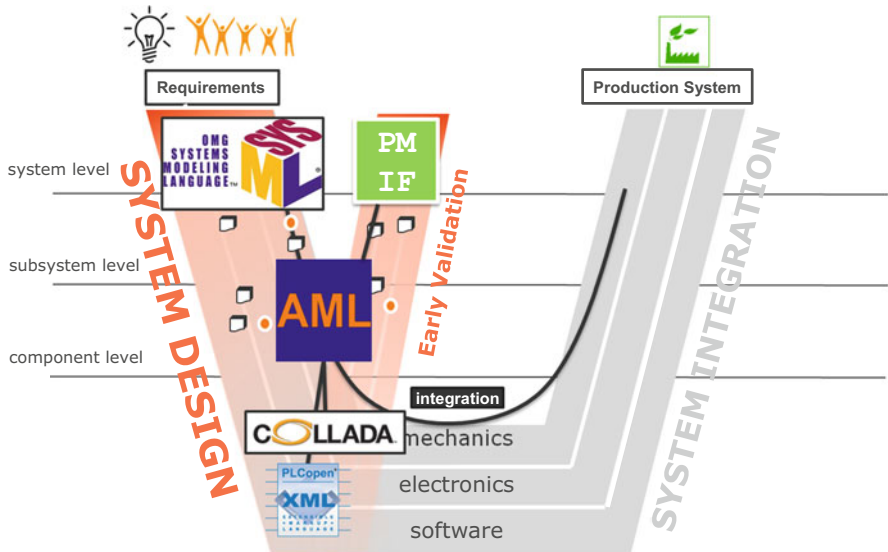 Requirements
Production System
OMG
SYSTEMS
MODELING
LANGUAGE™
SYS
ML®
PM
IF
system level
subsystem level
component level
SYSTEM DESIGN
Early Validation
SYSTEM INTEGRATION
AML
integration
COLLADA
mechanics
PLCopen
XML
electronics
software